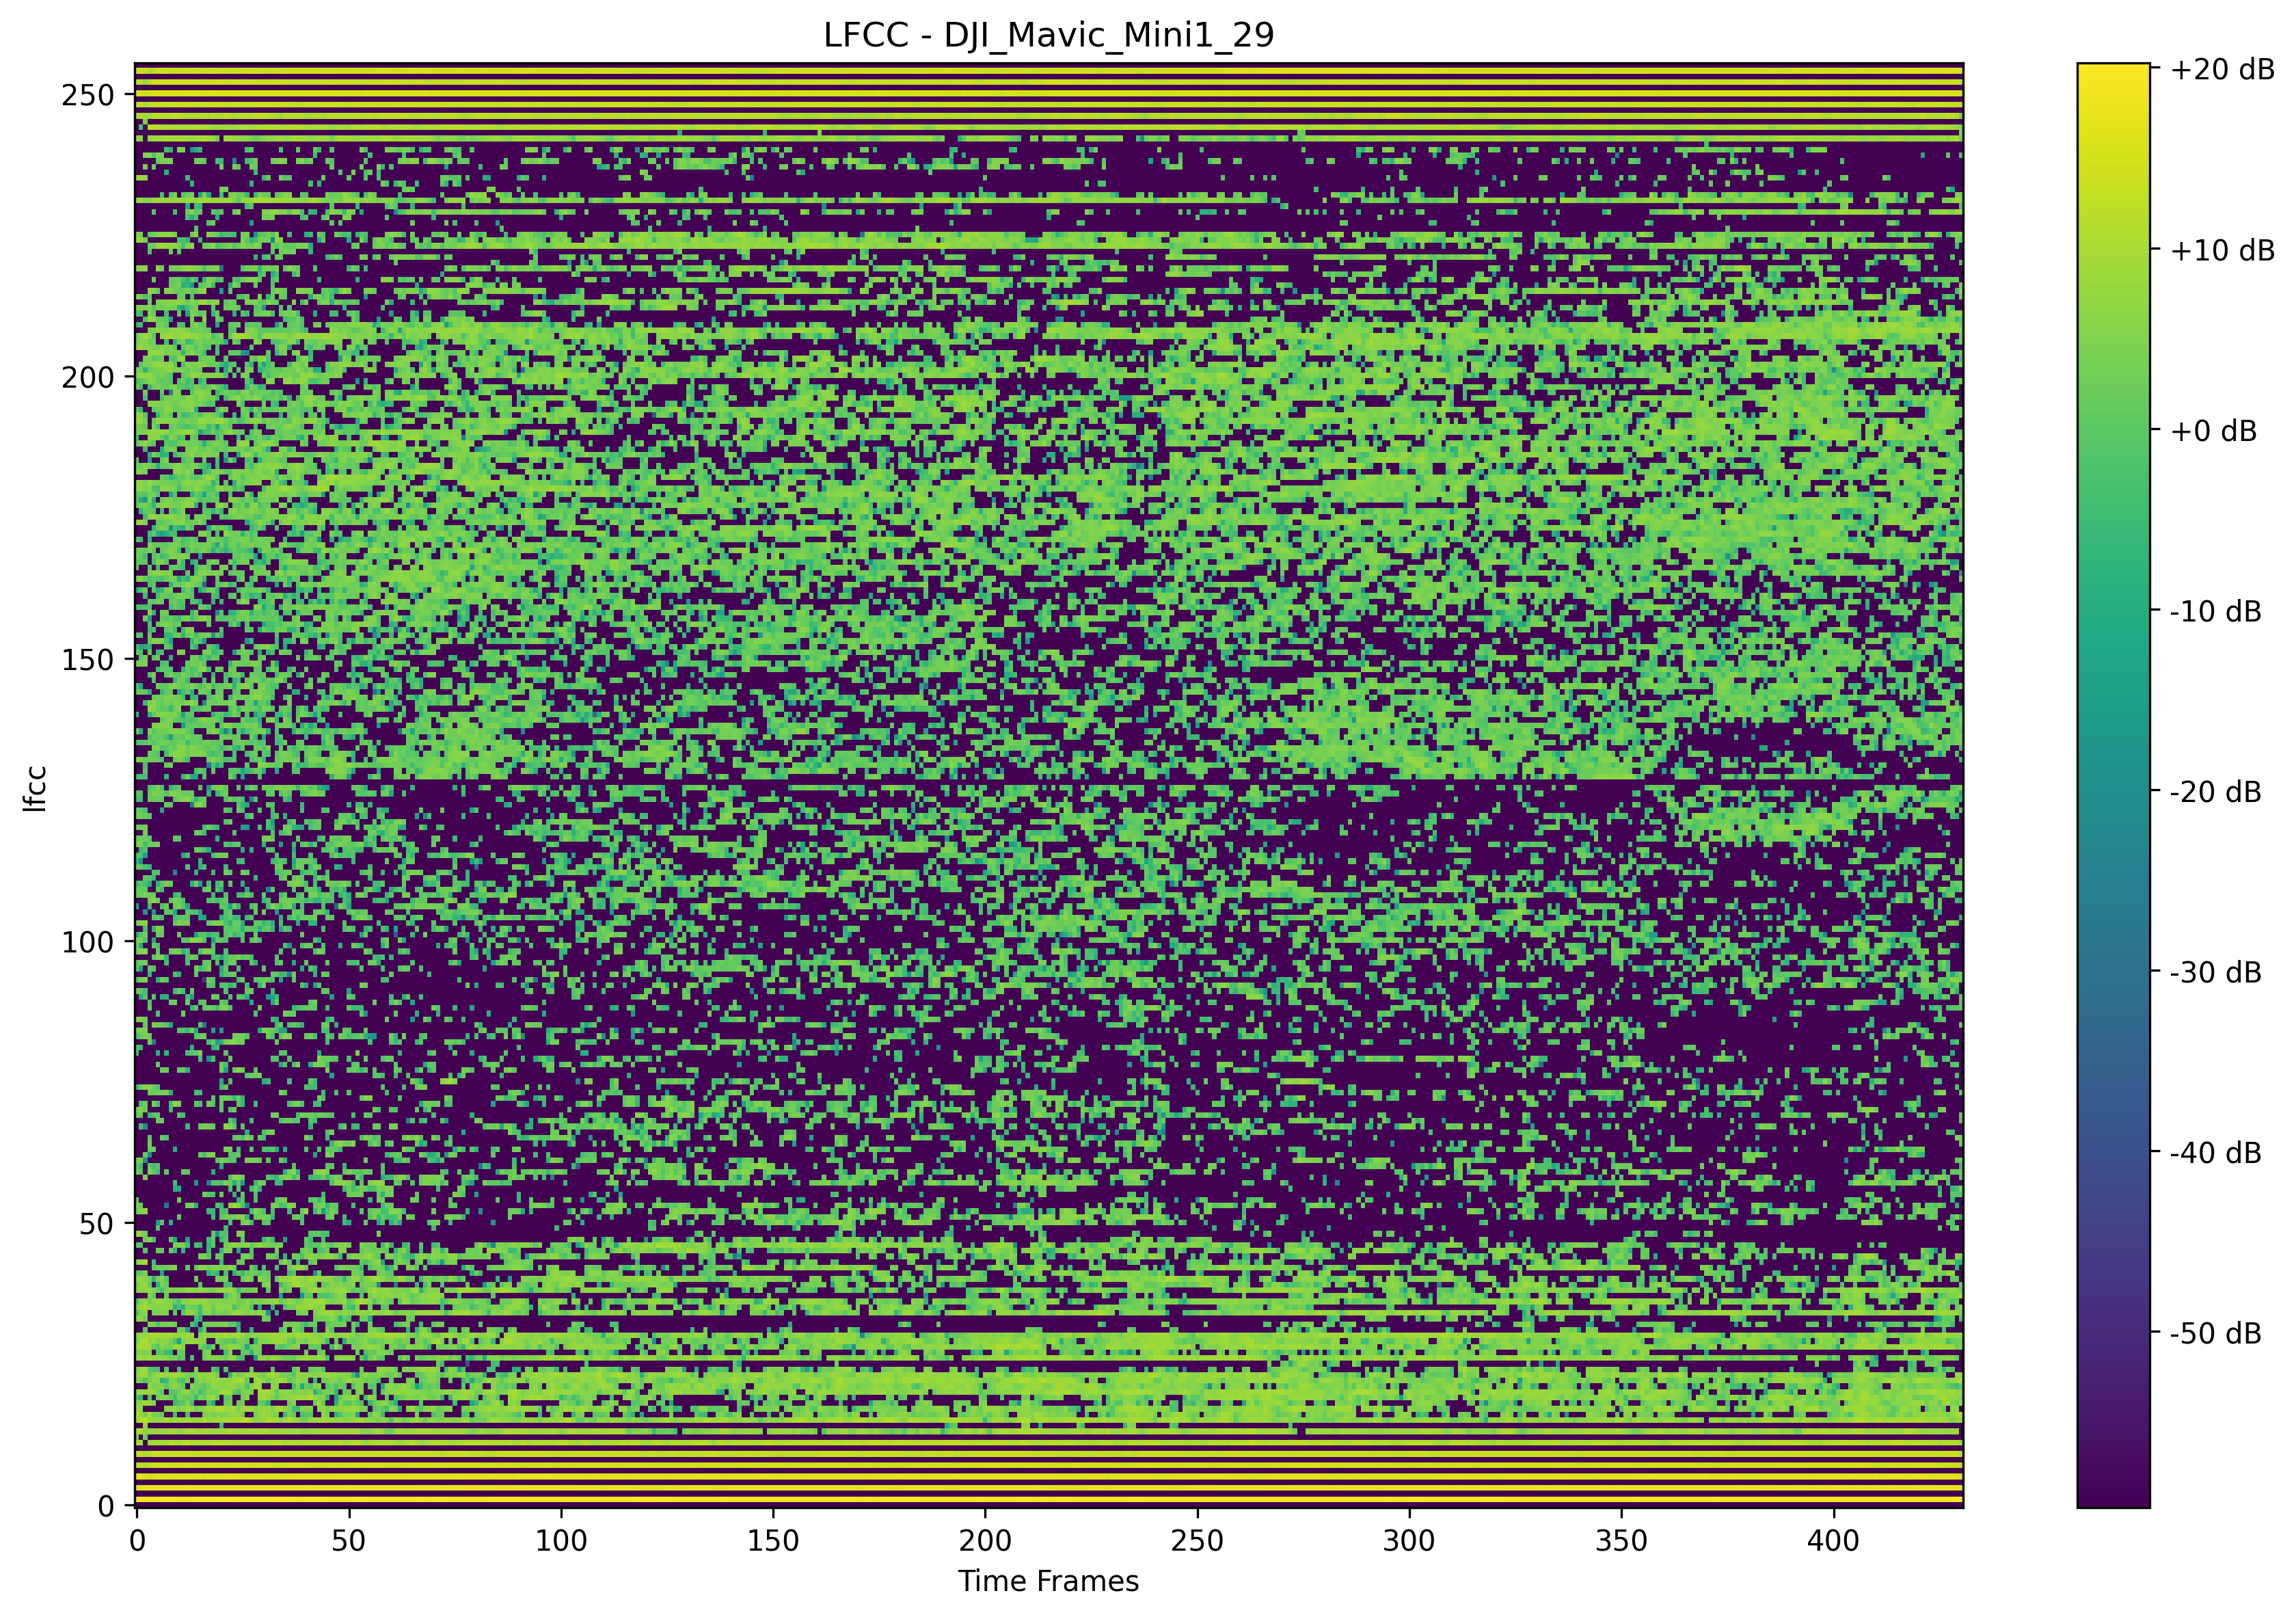 LFCC - DJI_Mavic_Mini1_29
250
200
150
100
50
0
lfcc
0 50 100 150 200 250 300 350 400
Time Frames
+20 dB
+10 dB
+0 dB
-10 dB
-20 dB
-30 dB
-40 dB
-50 dB